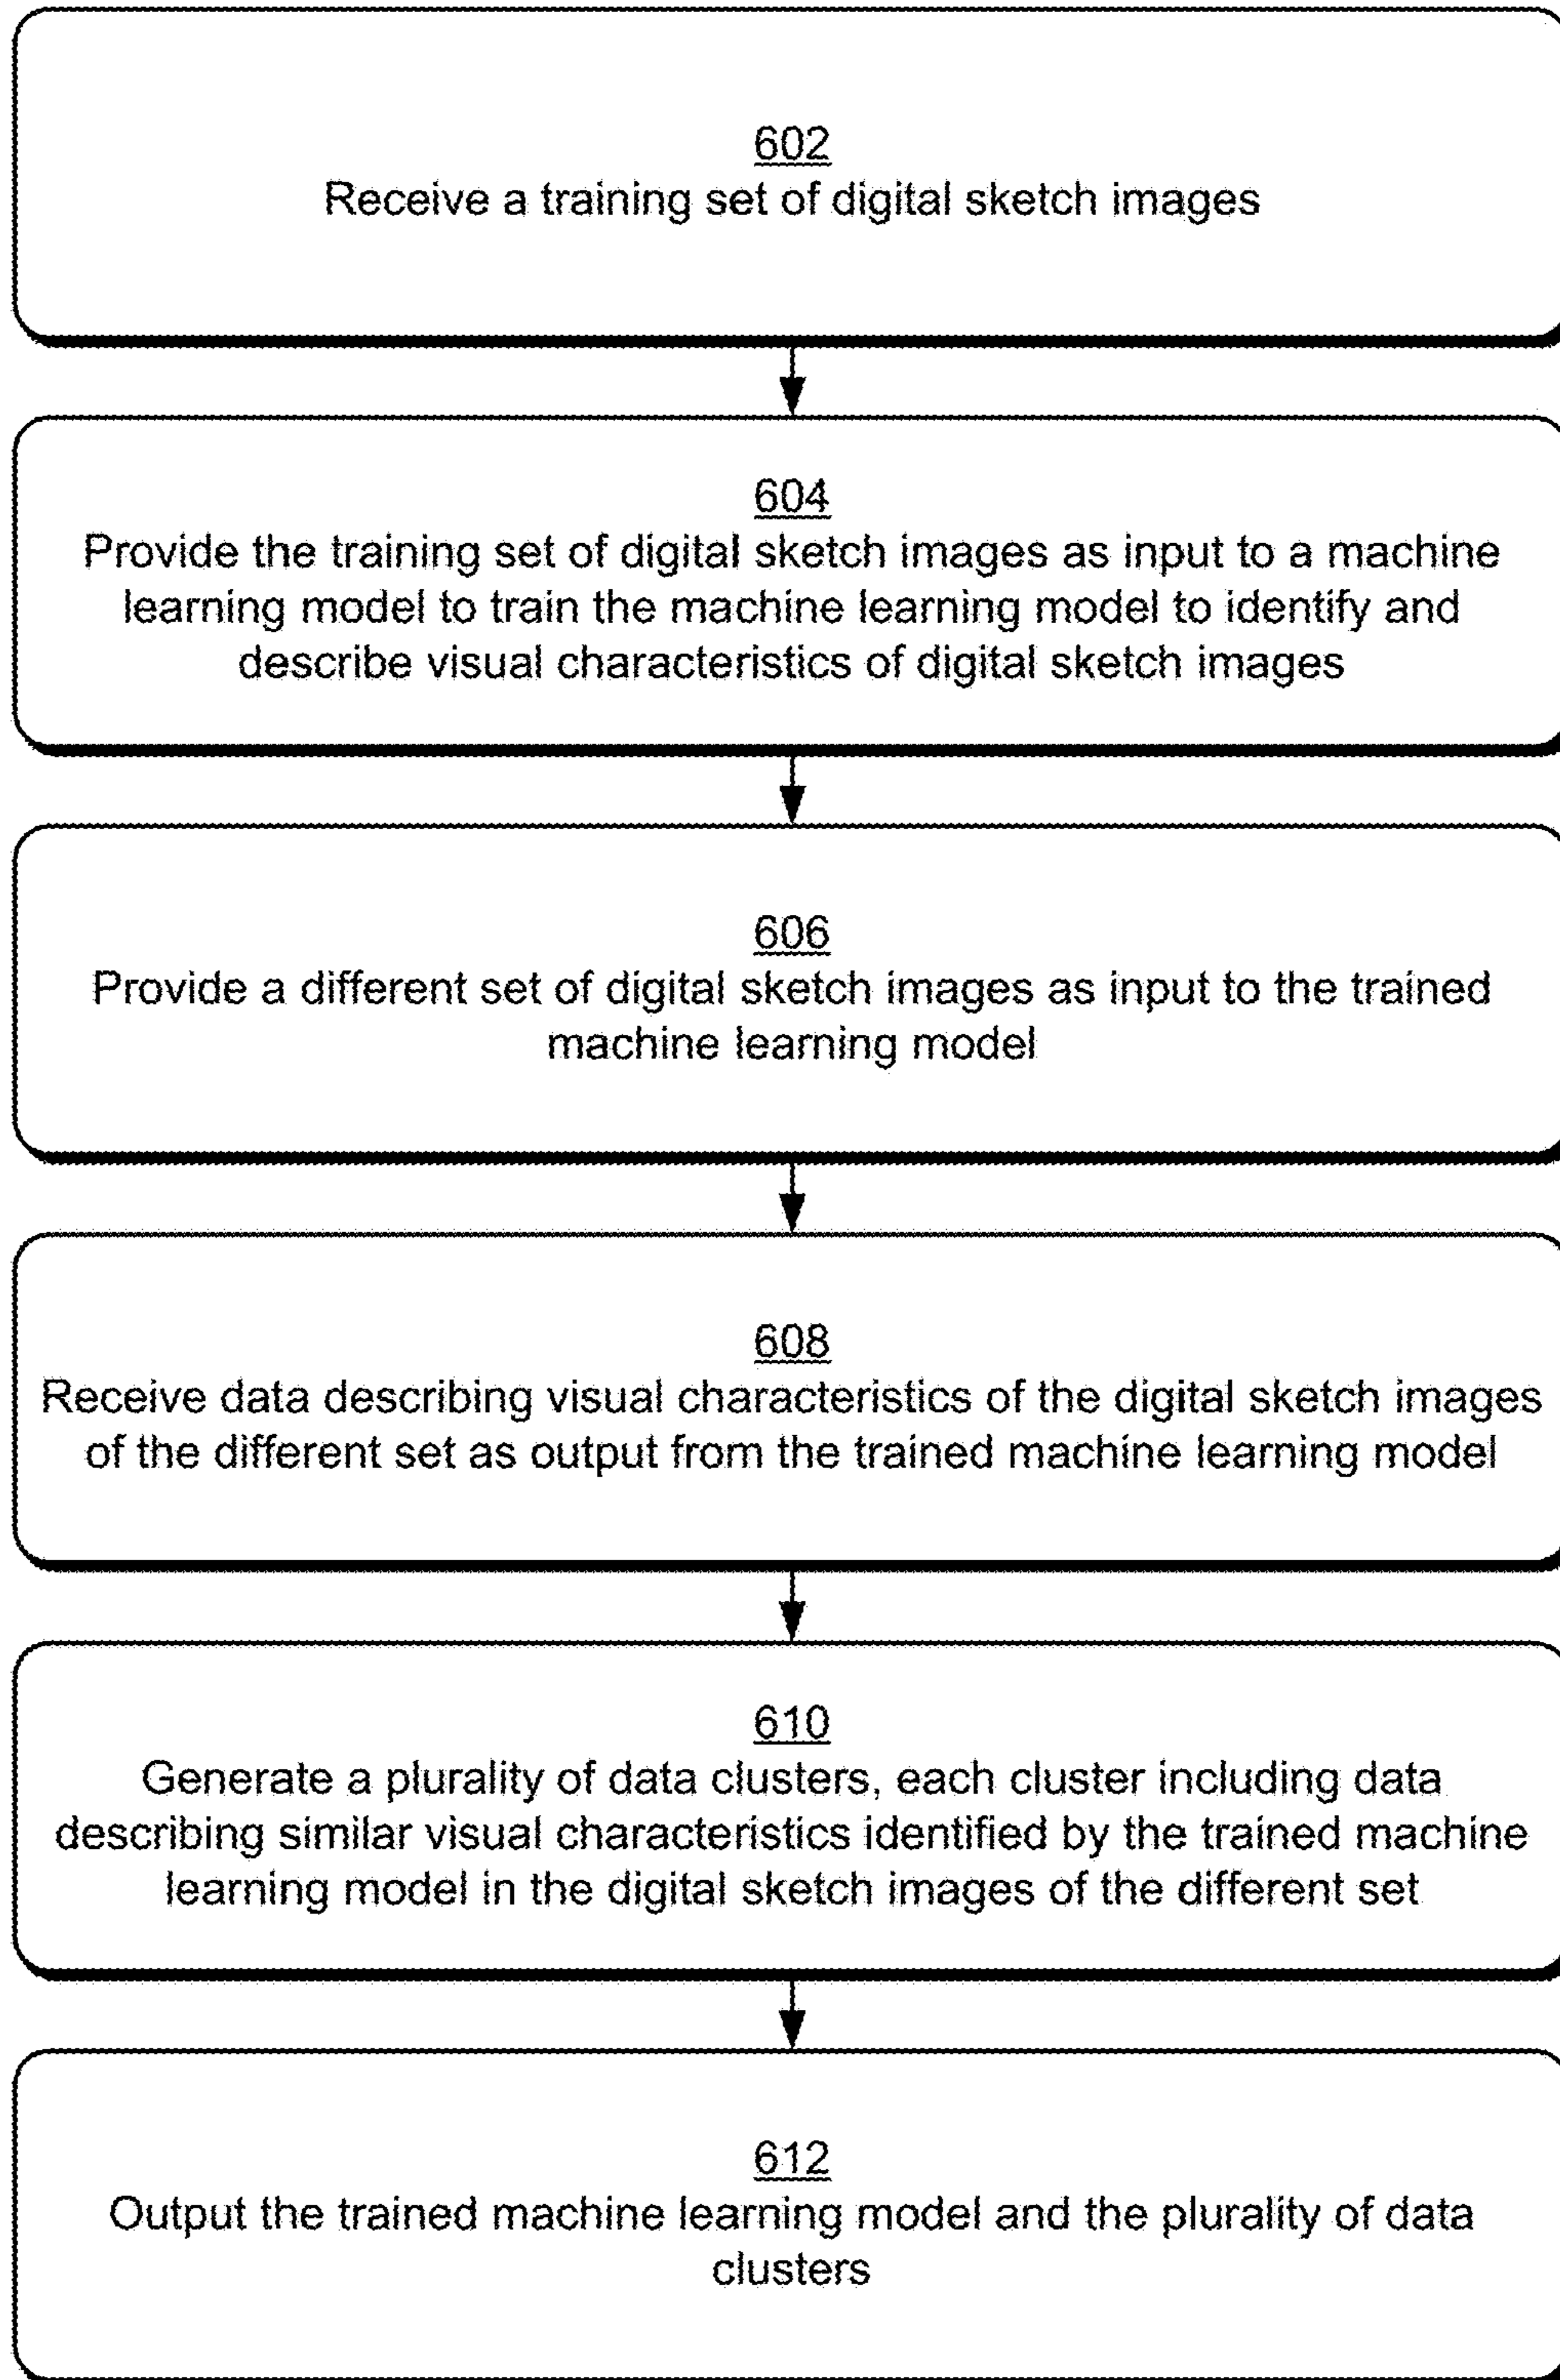 602
Receive a training set of digital sketch images
604
Provide the training set of digital sketch images as input to a machine
learning model to train the machine learning model to identify and
describe visual characteristics of digital sketch images
606
Provide a different set of digital sketch images as input to the trained
machine learning model
608
Receive data describing visual characteristics of the digital sketch images
of the different set as output from the trained machine learning model
610
Generate a plurality of data clusters, each cluster including data
describing similar visual characteristics identified by the trained machine
learning model in the digital sketch images of the different set
612
Output the trained machine learning model and the plurality of data
clusters